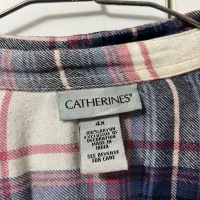 CATHERINES®
4X
100% RAYON
EXCLUSIVE OF
DECORATION
MADE IN
INDIA
SEE REVERSE
FOR CARE